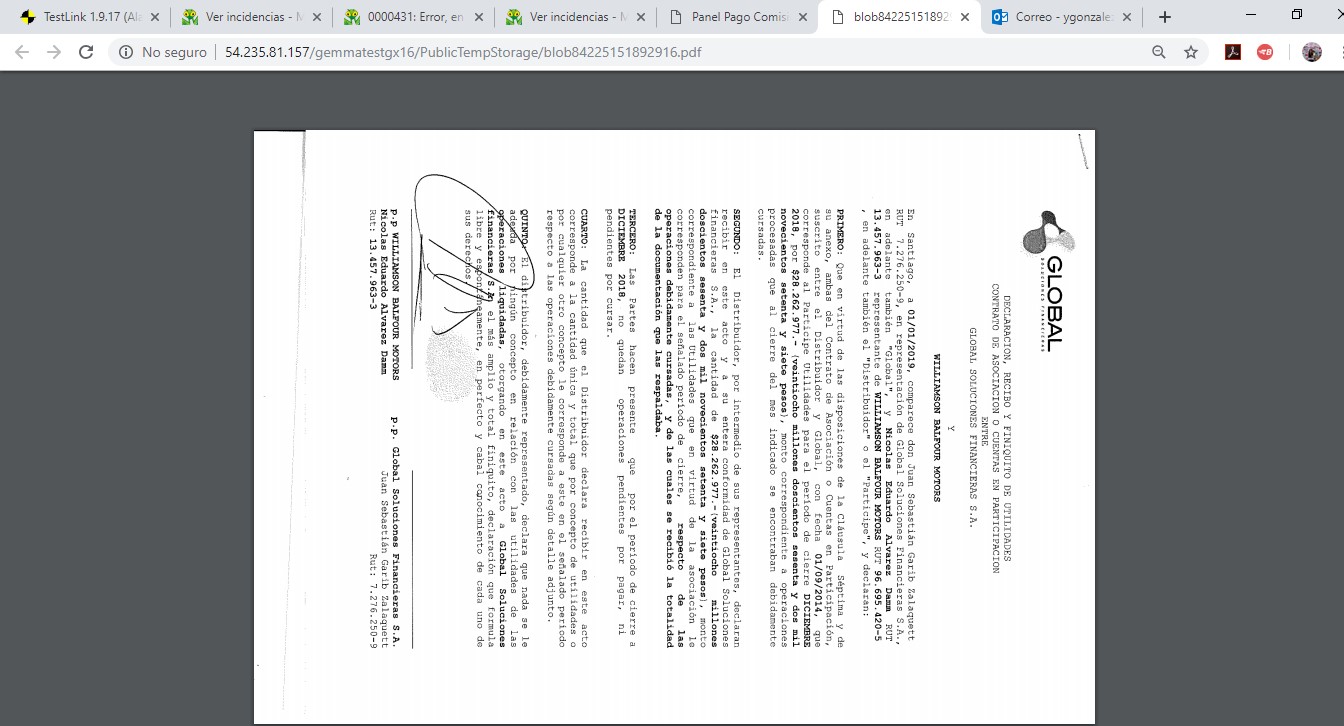 TestLink 1.9.17 (Al
Ver incidencias - M
0000431: Error, en
Ver incidencias - M
Panel Pago Comisi
blob84225151892
Correo - ygonzale
No seguro
54.235.81.157/gemmatestgx16/PublicTempStorage/blob84225151892916.pdf
GLOBAL
SOLUCIONES FINANCIERAS
DECLARACION, RECIBO Y FINIQUITO DE UTILIDADES
CONTRATO DE ASOCIACION O CUENTAS EN PARTICIPACION
ENTRE
GLOBAL SOLUCIONES FINANCIERAS S.A.
Y
WILLIAMSON BALFOUR MOTORS
En Santiago, a 01/01/2019, comparece don Juan Sebastián Garib Zalaquett
RUT 7.276.250-9, en representación de Global Soluciones Financieras S.A.,
en adelante también "Global", y Nicolas Eduardo Alvarez Damm RUT
13.457.963-3 representante de WILLIAMSON BALFOUR MOTORS RUT 96.695.420-5
, en adelante también el "Distribuidor" o el "Participe", y declaran:
PRIMERO: Que en virtud de las disposiciones de la Cláusula Séptima y de
su anexo, ambas del Contrato de Asociación o Cuentas en Participación,
suscrito entre el Distribuidor y Global, con fecha 01/09/2014, que
corresponde al Participe Utilidades para el período de cierre DICIEMBRE
2018, por $28.262.977.- (veintiocho millones doscientos sesenta y dos mil
novecientos setenta y siete pesos), monto correspondiente a operaciones
procesadas que al cierre del mes indicado se encontraban debidamente
cursadas.
SEGUNDO: El Distribuidor, por intermedio de sus representantes, declaran
recibir en este acto y a su entera conformidad de Global Soluciones
financieras S.A., la cantidad de $28.262.977.-(veintiocho millones
doscientos sesenta y dos mil novecientos setenta y siete pesos), monto
correspondiente a las Utilidades que en virtud de la asociación le
corresponden para el señalado período de cierre, respecto de las
operaciones debidamente cursadas, y de las cuales se recibió la totalidad
de la documentación que las respaldaba.
TERCERO: Las Partes hacen presente que por el período de cierre a
DICIEMBRE 2018, no quedan operaciones pendientes por pagar, ni
pendientes por cursar.
CUARTO: La cantidad que el Distribuidor declara recibir en este acto
corresponde a la cantidad única y total que por concepto de utilidades o
por cualquier otro concepto le corresponde a este en el señalado período
respecto a las operaciones debidamente cursadas según detalle adjunto.
QUINTO: El distribuidor, debidamente representado, declara que nada se le
adeuda por ningún concepto en relación con las utilidades de las
operaciones liquidadas, otorgando en este acto a Global Soluciones
financieras S.A. el más amplio y total finiquito, declaración que formula
libre y espontáneamente, en perfecto y cabal conocimiento de cada uno de
sus derechos.
p.p WILLIAMSON BALFOUR MOTORS p.p. Global Soluciones Financieras S.A.
Nicolas Eduardo Alvarez Damm Juan Sebastián Garib Zalaquett
Rut: 13.457.963-3 Rut: 7.276.250-9